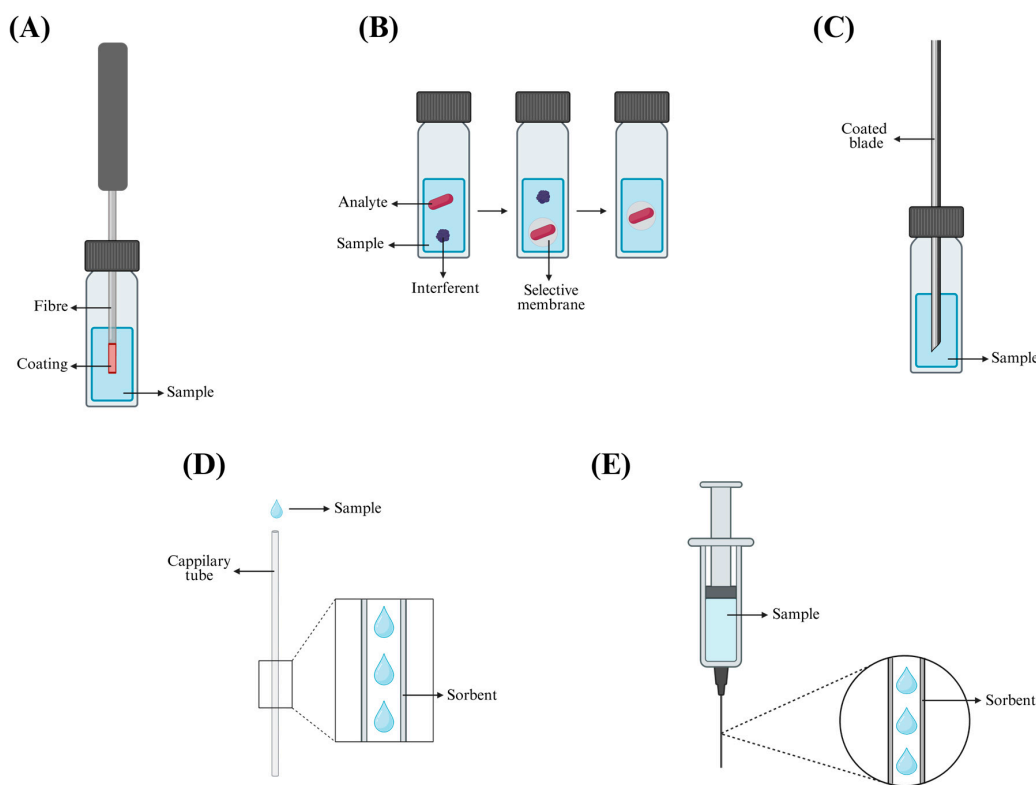 (A)
Fibre
Coating
Sample
(B)
Analyte
Sample
Interferent
Selective
membrane
(C)
Coated
blade
Sample
(D)
Sample
Cappilary
tube
Sorbent
(E)
Sample
Sorbent